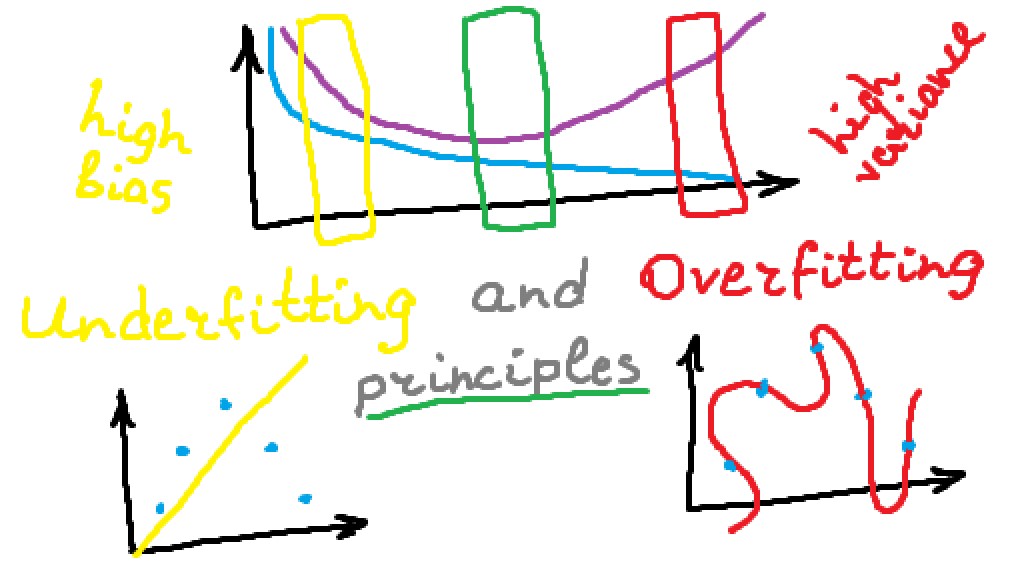 high
bias
high
variance
Underfitting and Overfitting
principles